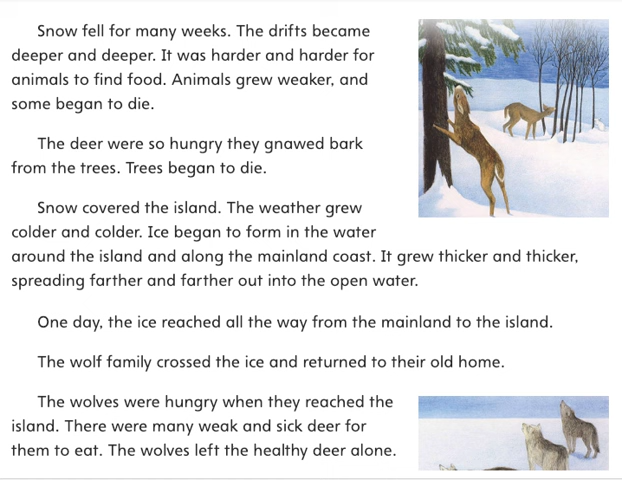 Snow fell for many weeks. The drifts became
deeper and deeper. It was harder and harder for
animals to find food. Animals grew weaker, and
some began to die.
The deer were so hungry they gnawed bark
from the trees. Trees began to die.
Snow covered the island. The weather grew
colder and colder. Ice began to form in the water
around the island and along the mainland coast. It grew thicker and thicker,
spreading farther and farther out into the open water.
One day, the ice reached all the way from the mainland to the island.
The wolf family crossed the ice and returned to their old home.
The wolves were hungry when they reached the
island. There were many weak and sick deer for
them to eat. The wolves left the healthy deer alone.